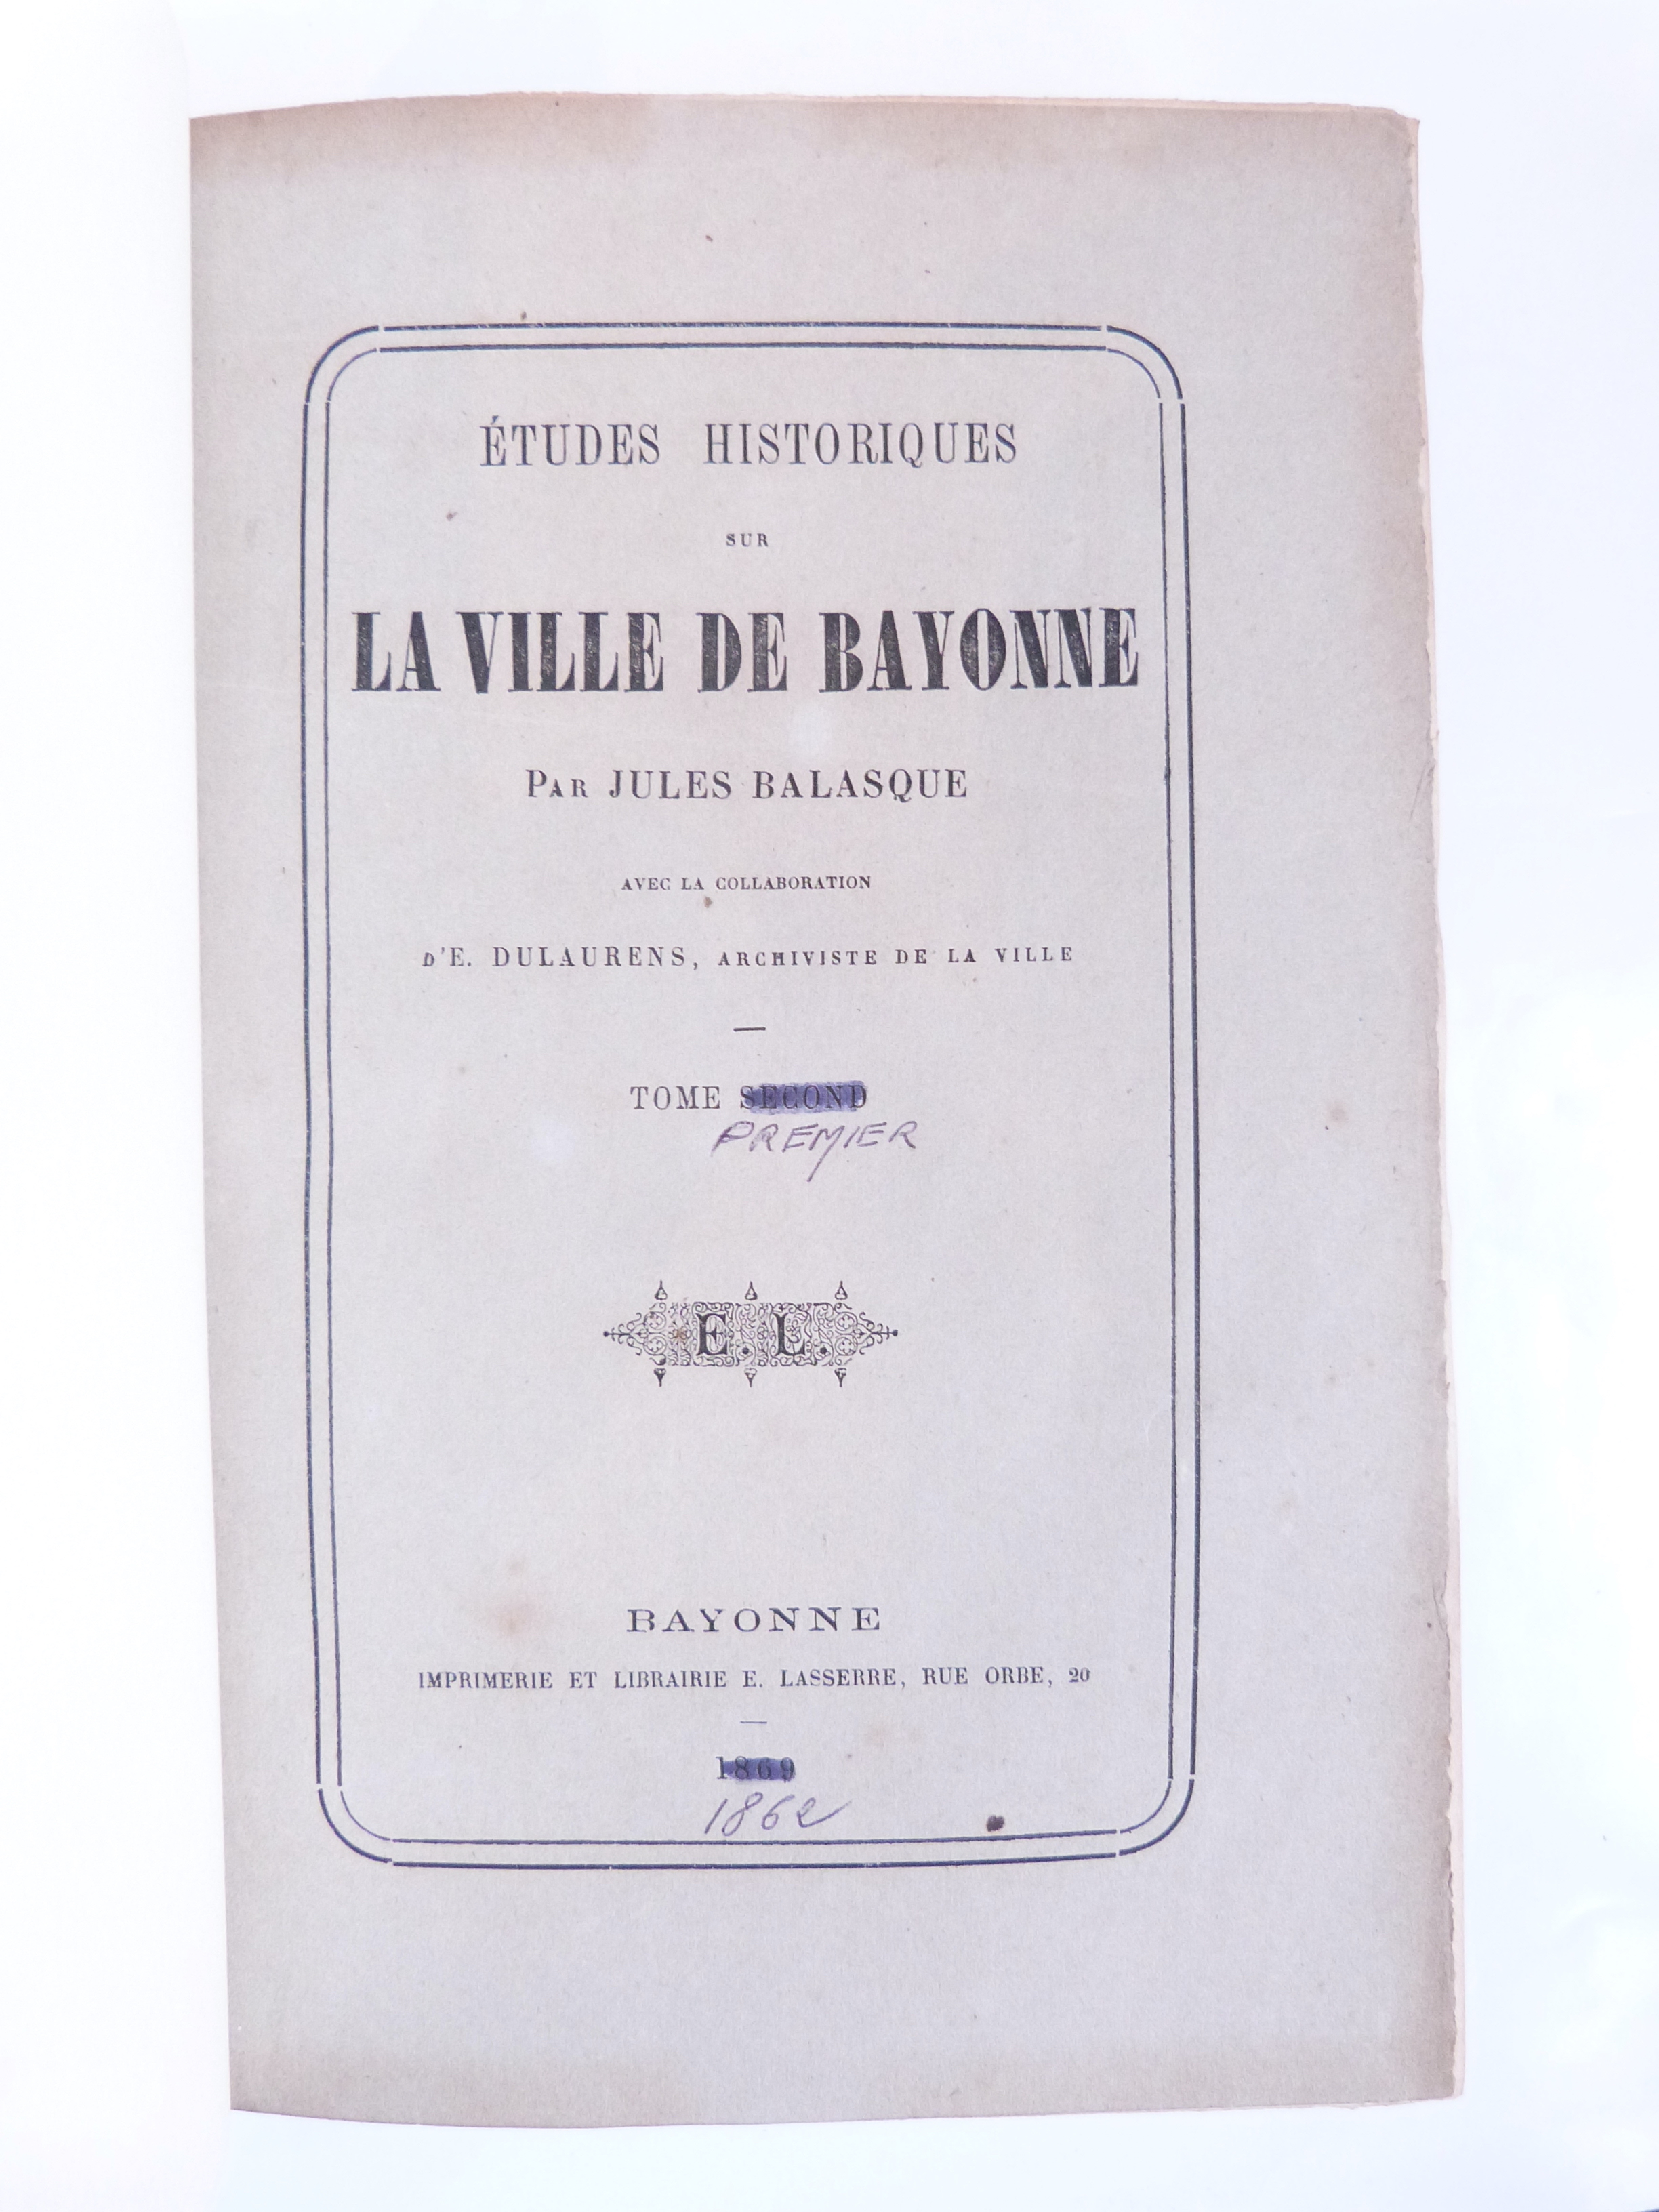 ÉTUDES HISTORIQUES
SUR
LA VILLE DE BAYONNE
PAR JULES BALASQUE
AVEC LA COLLABORATION
D'E. DULAURENS, ARCHIVISTE DE LA VILLE
TOME SECOND
PREMIER
E. L.
BAYONNE
IMPRIMERIE ET LIBRAIRIE E. LASSERRE, RUE ORBE, 20
1869
1862